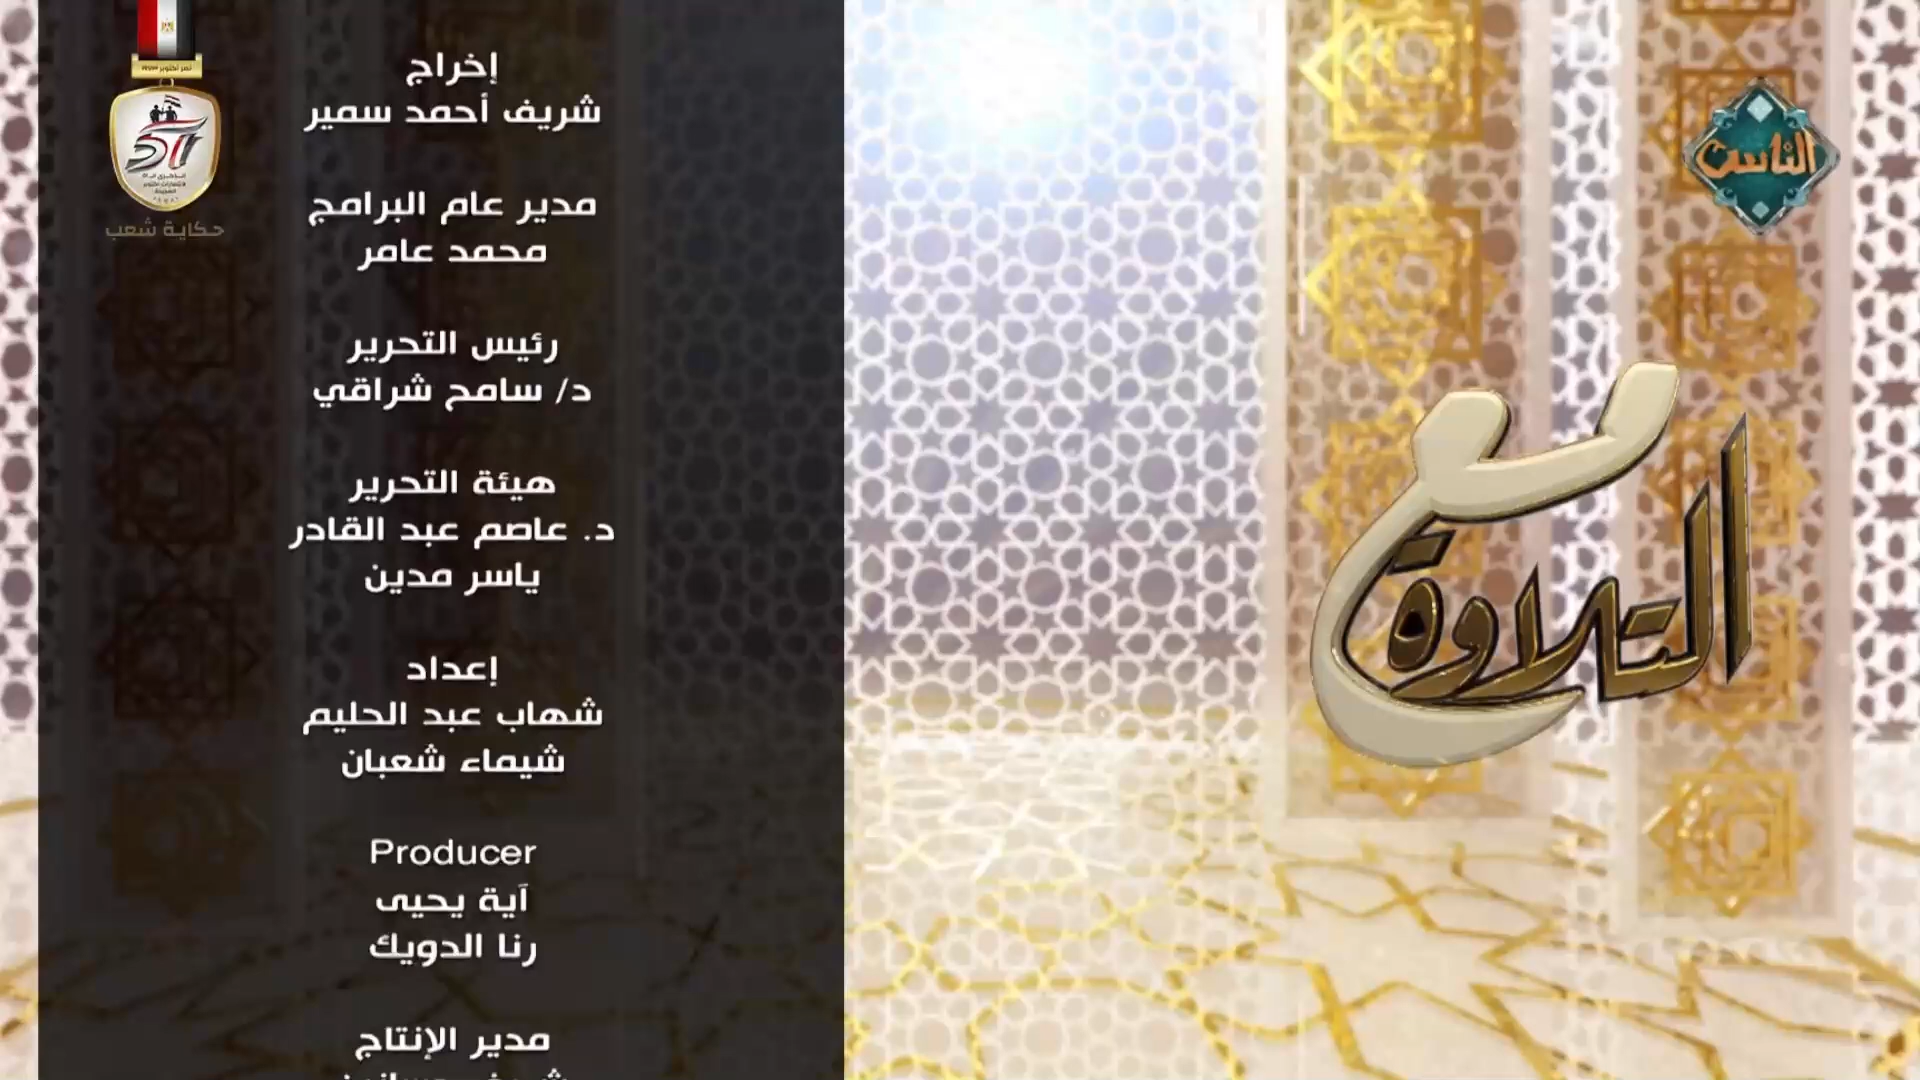 إخراج
شريف أحمد سمير
مدير عام البرامج
محمد عامر
رئيس التحرير
د/ سامح شراقي
هيئة التحرير
د. عاصم عبد القادر
ياسر مدين
إعداد
شهاب عبد الحليم
شيماء شعبان
Producer
آية يحيى
رنا الدويك
مدير الإنتاج
حكاية شعب
الناس
مع
التلاوة